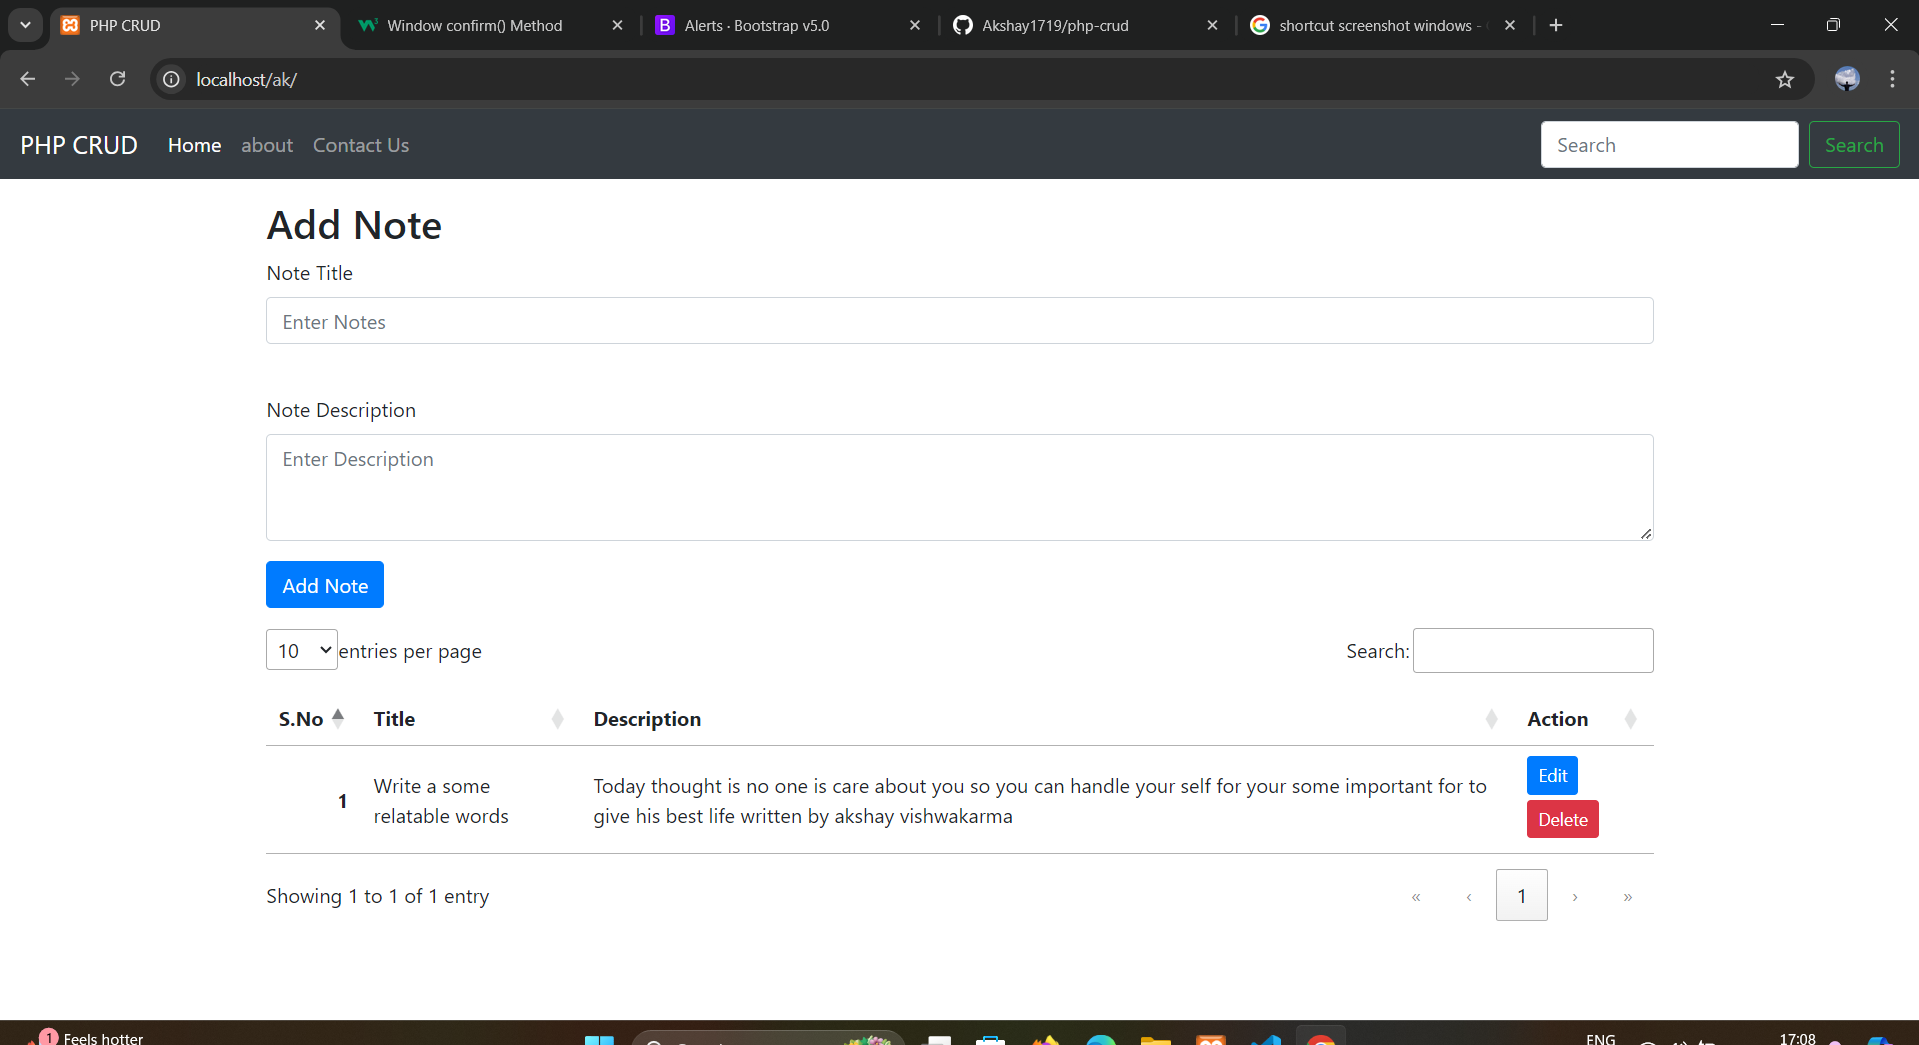 PHP CRUD
Window confirm() Method
Alerts · Bootstrap v5.0
Akshay1719/php-crud
shortcut screenshot windows -
localhost/ak/
PHP CRUD Home about Contact Us Search Search
Add Note
Note Title
Enter Notes
Note Description
Enter Description
Add Note
10 entries per page Search:
S.No Title Description Action
1 Write a some relatable words Today thought is no one is care about you so you can handle your self for your some important for to give his best life written by akshay vishwakarma Edit Delete
Showing 1 to 1 of 1 entry « ‹ 1 › »
1 Feels hotter ENG 17:08